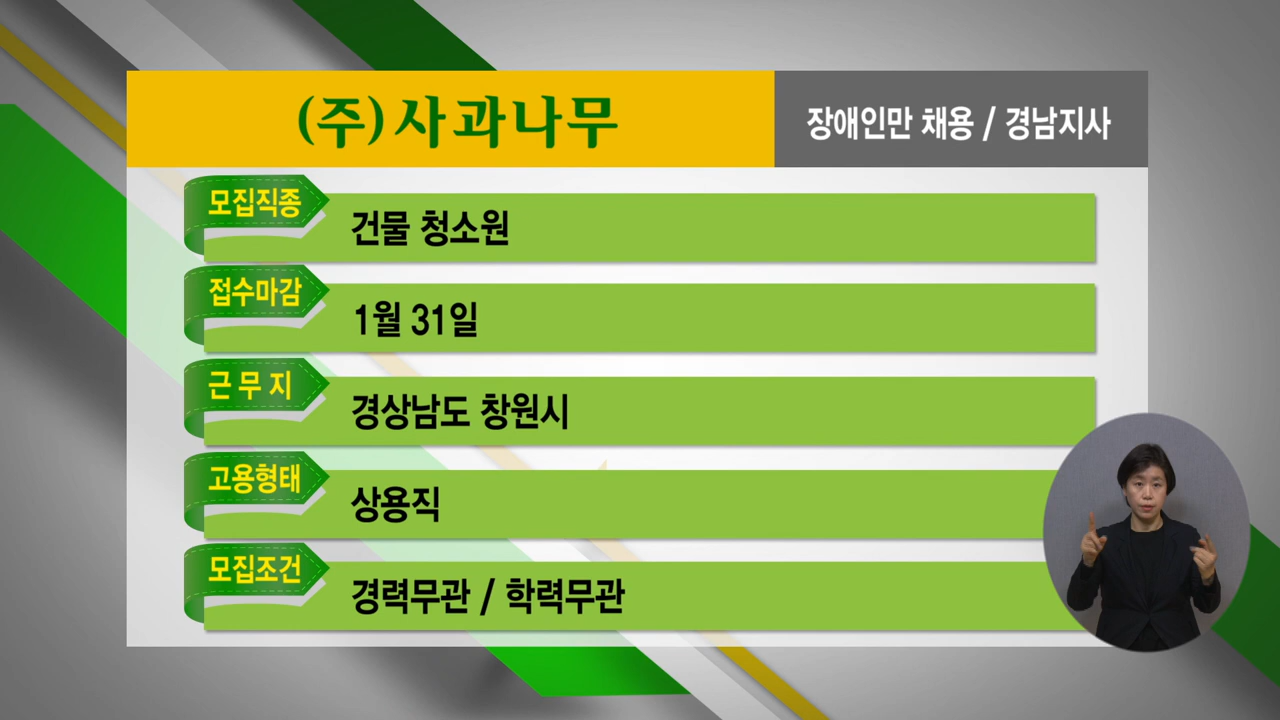 (주)사과나무
장애인만 채용 / 경남지사
모집직종
건물 청소원
접수마감
1월 31일
근 무 지
경상남도 창원시
고용형태
상용직
모집조건
경력무관 / 학력무관